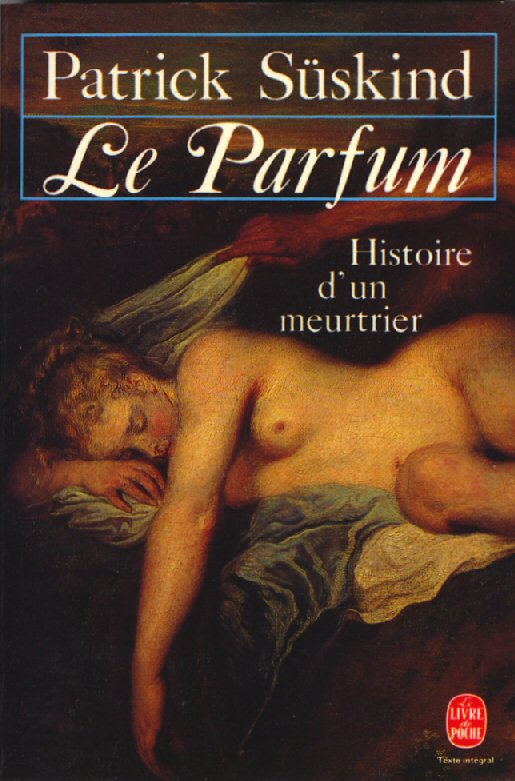 Patrick Süskind
Le Parfum
Histoire
d'un
meurtrier
Le
LIVRE
de
POCHE
Texte intégral